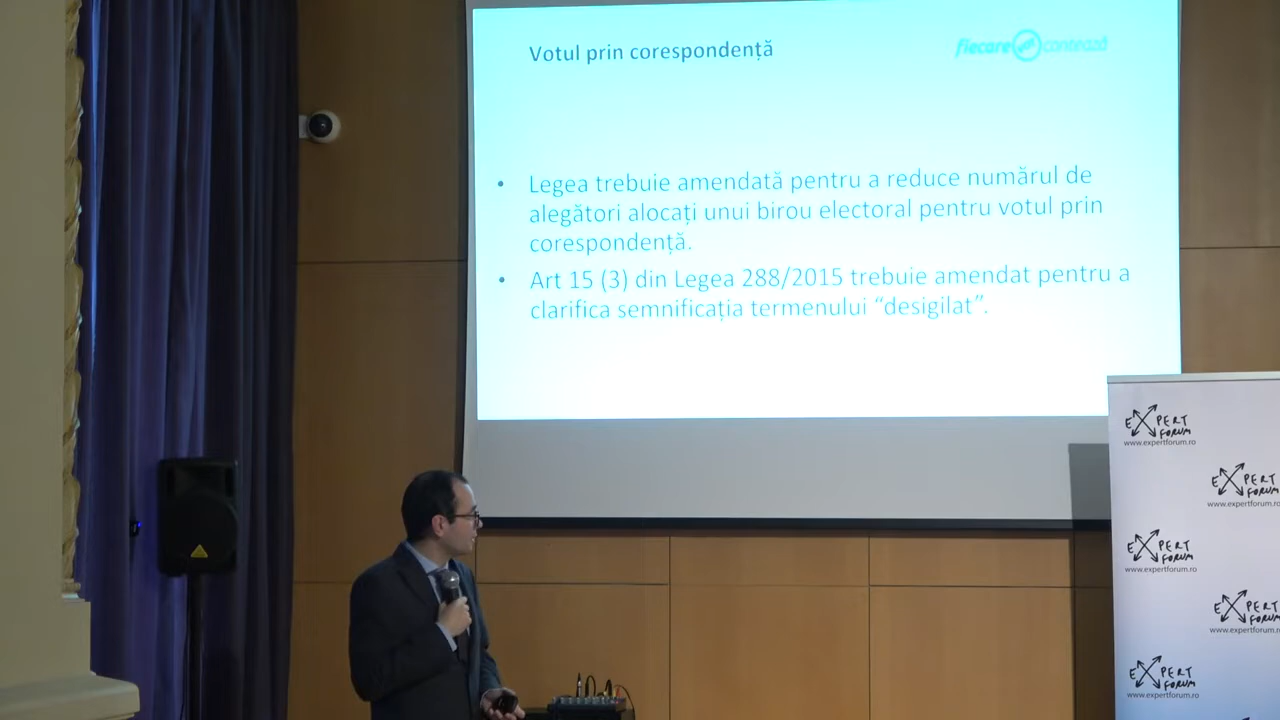 Votul prin corespondență
fiecare contează
• Legea trebuie amendată pentru a reduce numărul de
alegători alocați unui birou electoral pentru votul prin
corespondență.
• Art 15 (3) din Legea 288/2015 trebuie amendat pentru a
clarifica semnificația termenului “desigilat”.
EXPERT
FORUM
www.expertforum.ro
EXPERT
FORUM
www.expertforum.ro
EXPERT
FORUM
www.expertforum.ro
EXPERT
FORUM
www.expertforum.ro
EXPERT
FORUM
www.expertforum.ro